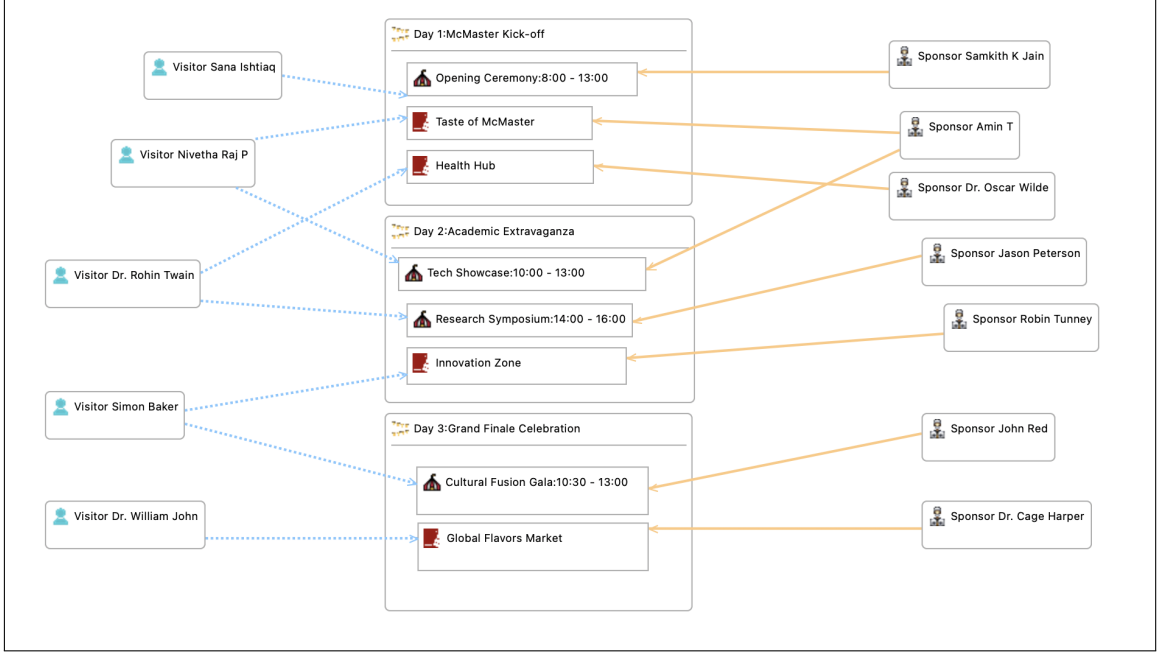 Visitor Sana Ishtiaq
Visitor Nivetha Raj P
Visitor Dr. Rohin Twain
Visitor Simon Baker
Visitor Dr. William John
Day 1:McMaster Kick-off
Opening Ceremony:8:00 - 13:00
Taste of McMaster
Health Hub
Day 2:Academic Extravaganza
Tech Showcase:10:00 - 13:00
Research Symposium:14:00 - 16:00
Innovation Zone
Day 3:Grand Finale Celebration
Cultural Fusion Gala:10:30 - 13:00
Global Flavors Market
Sponsor Samkith K Jain
Sponsor Amin T
Sponsor Dr. Oscar Wilde
Sponsor Jason Peterson
Sponsor Robin Tunney
Sponsor John Red
Sponsor Dr. Cage Harper